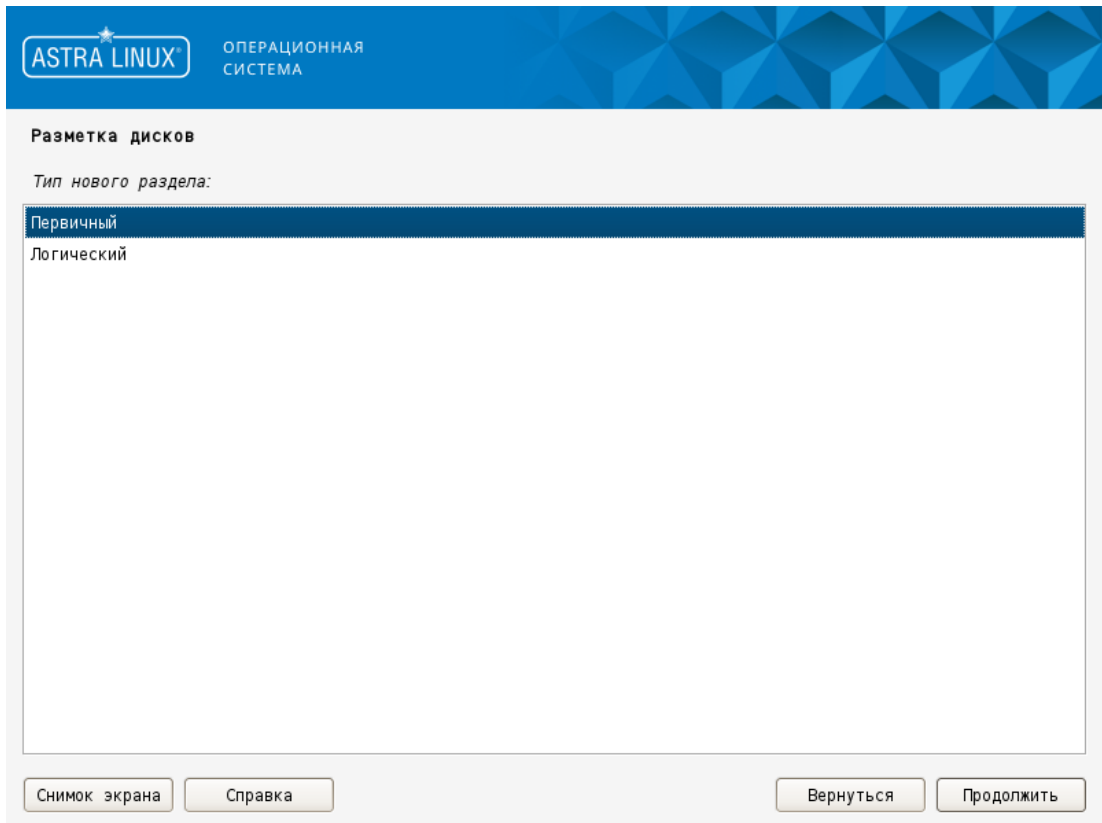 ASTRA LINUX®
ОПЕРАЦИОННАЯ
СИСТЕМА
Разметка дисков
Тип нового раздела:
Первичный
Логический
Снимок экрана
Справка
Вернуться
Продолжить